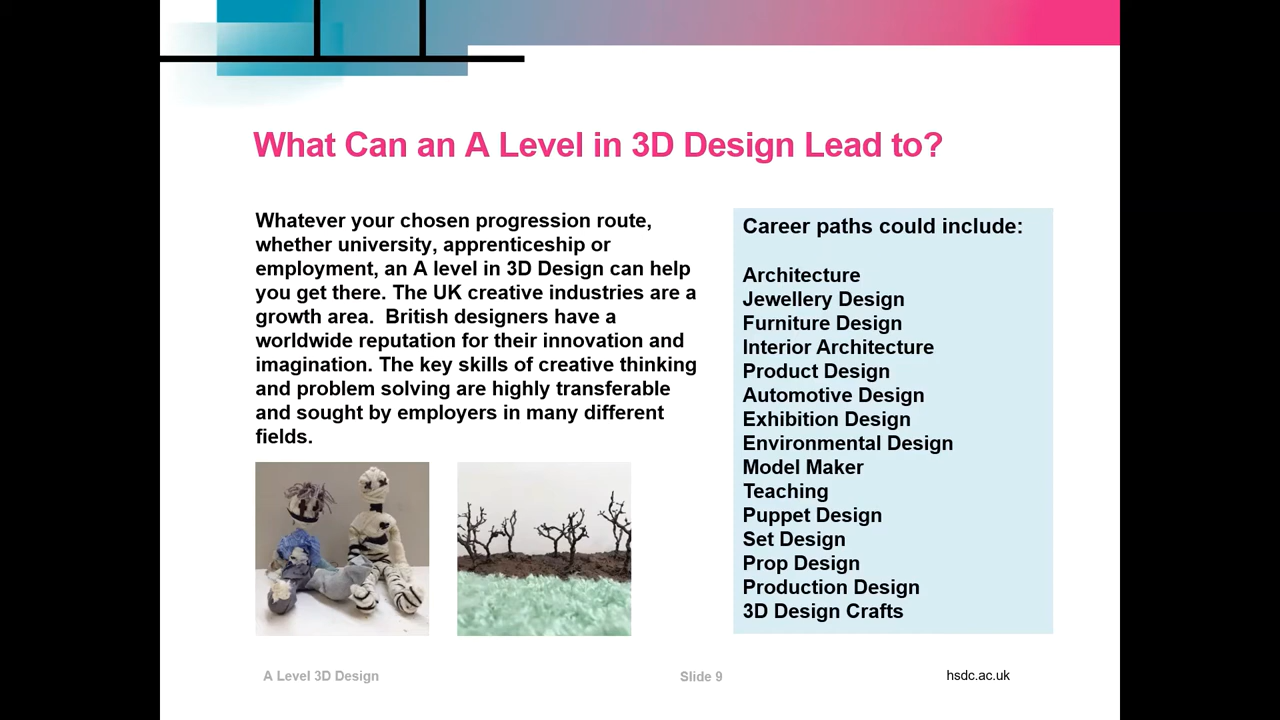 What Can an A Level in 3D Design Lead to?
Whatever your chosen progression route,
whether university, apprenticeship or
employment, an A level in 3D Design can help
you get there. The UK creative industries are a
growth area.  British designers have a
worldwide reputation for their innovation and
imagination. The key skills of creative thinking
and problem solving are highly transferable
and sought by employers in many different
fields.
Career paths could include:
Architecture
Jewellery Design
Furniture Design
Interior Architecture
Product Design
Automotive Design
Exhibition Design
Environmental Design
Model Maker
Teaching
Puppet Design
Set Design
Prop Design
Production Design
3D Design Crafts
A Level 3D Design
Slide 9
hsdc.ac.uk